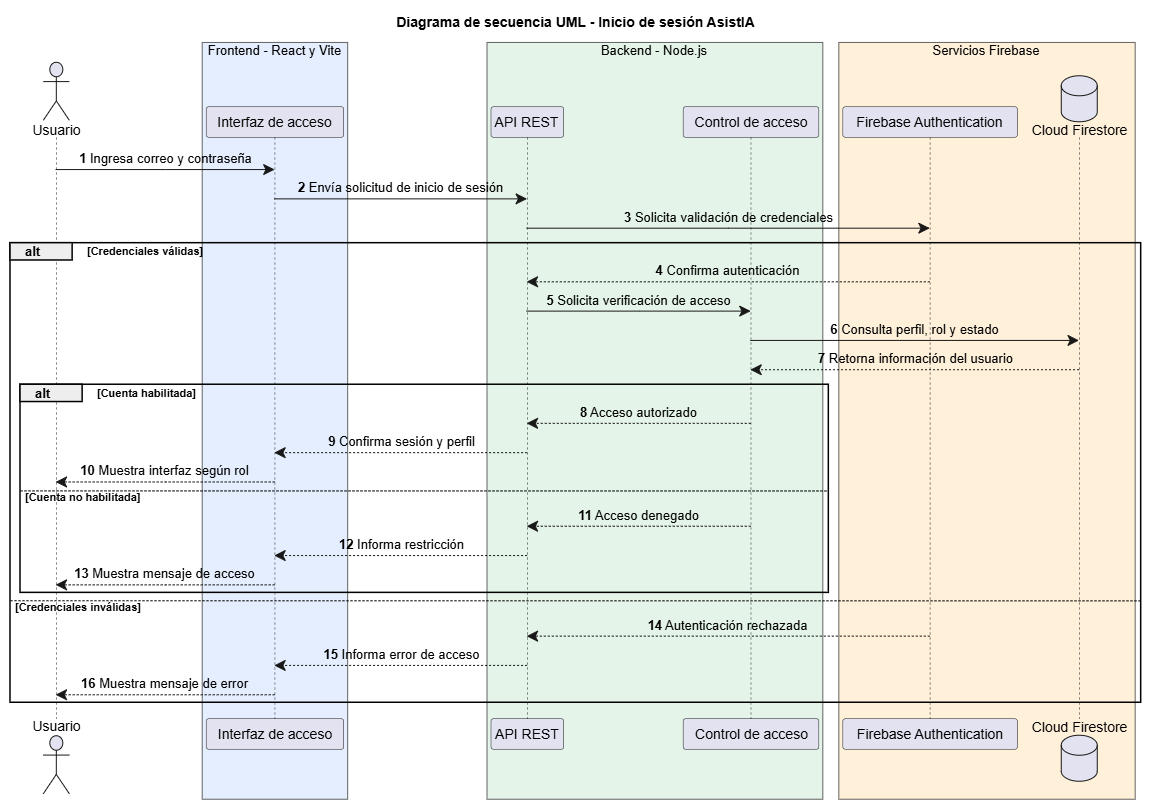 Diagrama de secuencia UML - Inicio de sesión AsistIA
Frontend - React y Vite
Backend - Node.js
Servicios Firebase
Usuario
Interfaz de acceso
API REST
Control de acceso
Firebase Authentication
Cloud Firestore
1 Ingresa correo y contraseña
2 Envía solicitud de inicio de sesión
3 Solicita validación de credenciales
alt [Credenciales válidas]
4 Confirma autenticación
5 Solicita verificación de acceso
6 Consulta perfil, rol y estado
7 Retorna información del usuario
alt [Cuenta habilitada]
8 Acceso autorizado
9 Confirma sesión y perfil
10 Muestra interfaz según rol
[Cuenta no habilitada]
11 Acceso denegado
12 Informa restricción
13 Muestra mensaje de acceso
[Credenciales inválidas]
14 Autenticación rechazada
15 Informa error de acceso
16 Muestra mensaje de error
Usuario
Interfaz de acceso
API REST
Control de acceso
Firebase Authentication
Cloud Firestore